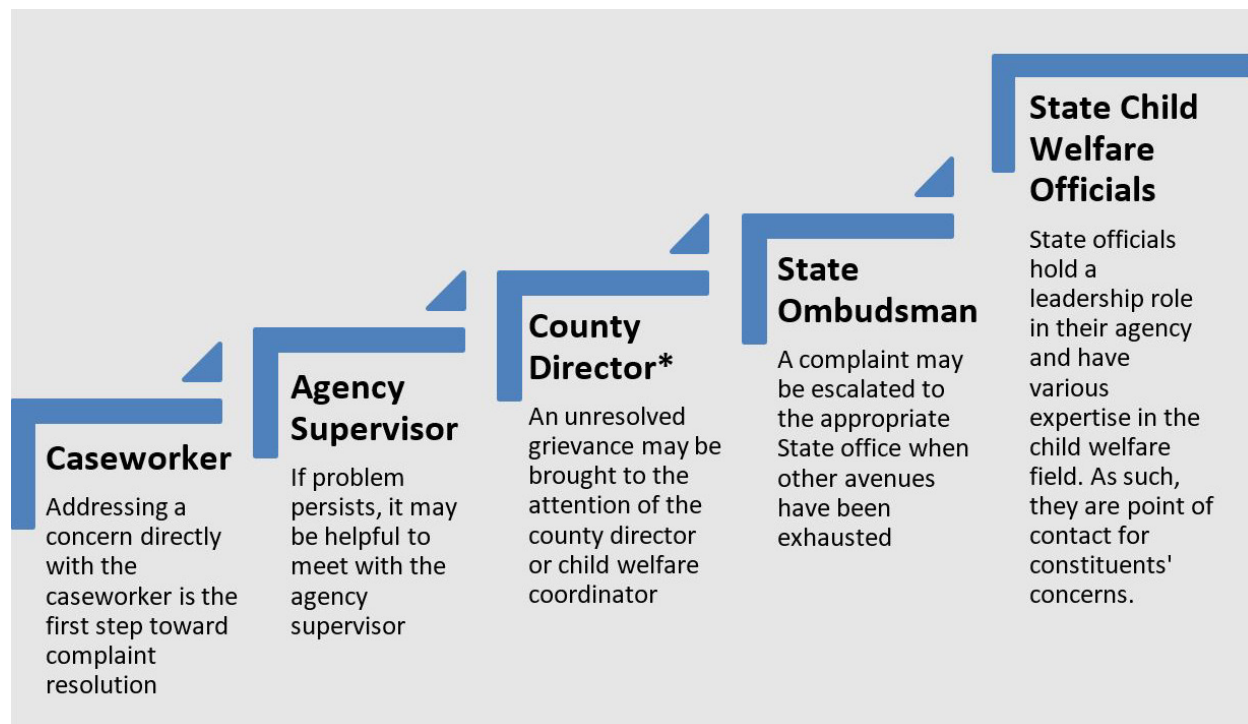 Caseworker
Addressing a
concern directly
with the
caseworker is the
first step toward
complaint
resolution
Agency
Supervisor
If problem
persists, it may
be helpful to
meet with the
agency
supervisor
County
Director*
An unresolved
grievance may be
brought to the
attention of the
county director
or child welfare
coordinator
State
Ombudsman
A complaint may
be escalated to
the appropriate
State office when
other avenues
have been
exhausted
State Child
Welfare
Officials
State officials
hold a
leadership role
in their agency
and have
various
expertise in the
child welfare
field. As such,
they are point of
contact for
constituents'
concerns.